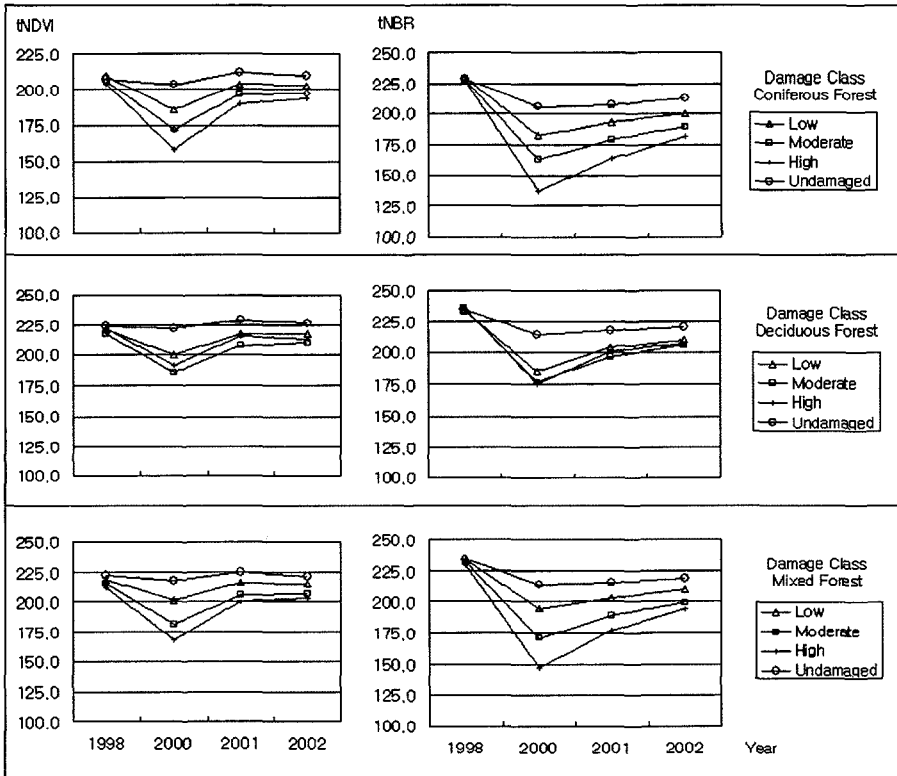 tNDVI
225,0
200,0
175,0
150,0
125,0
100,0
tNBR
250,0
225,0
200,0
175,0
150,0
125,0
100,0
Damage Class
Coniferous Forest
Low
Moderate
High
Undamaged
250,0
225,0
200,0
175,0
150,0
125,0
100,0
250,0
225,0
200,0
175,0
150,0
125,0
100,0
Damage Class
Deciduous Forest
Low
Moderate
High
Undamaged
250,0
225,0
200,0
175,0
150,0
125,0
100,0
1998 2000 2001 2002
250,0
225,0
200,0
175,0
150,0
125,0
100,0
1998 2000 2001 2002 Year
Damage Class
Mixed Forest
Low
Moderate
High
Undamaged